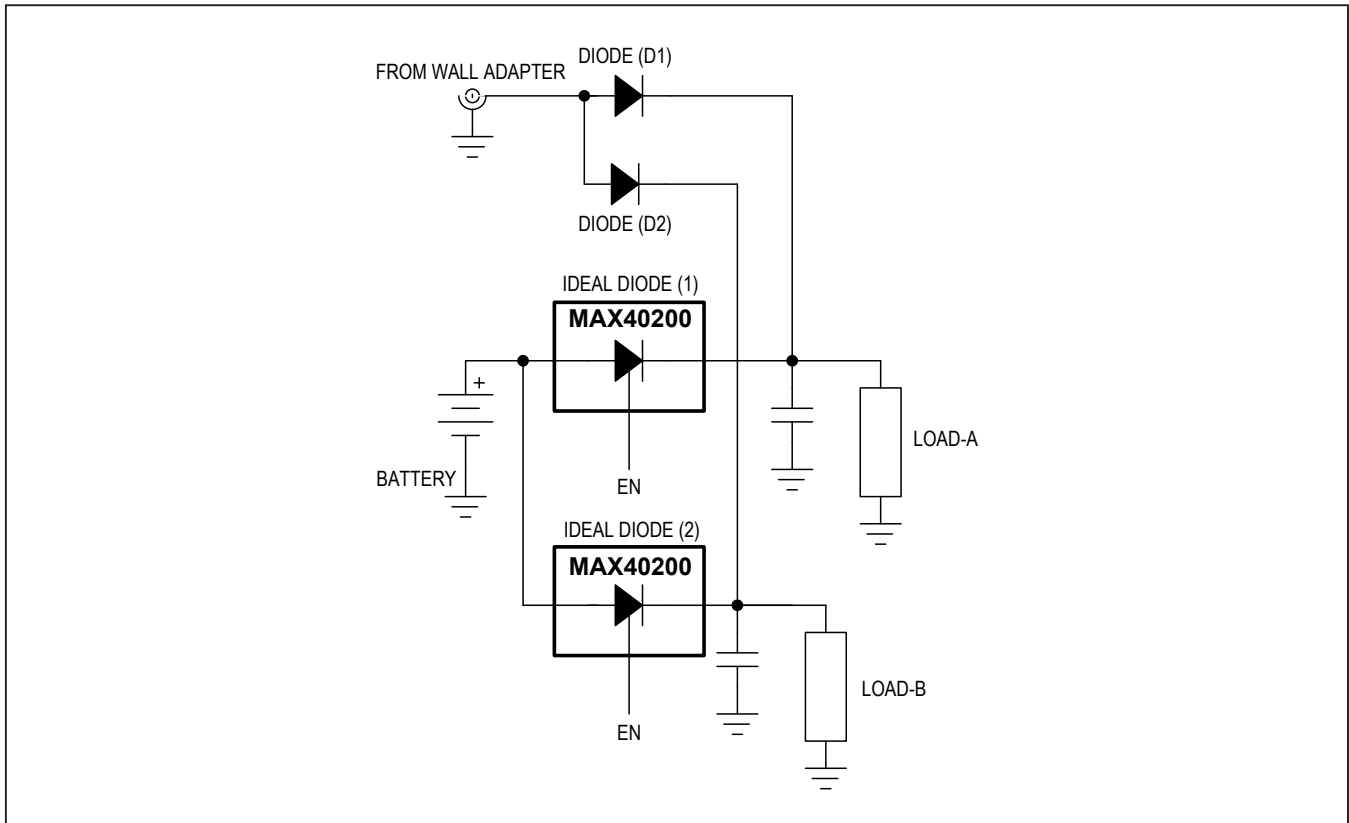 DIODE (D1)
FROM WALL ADAPTER
DIODE (D2)
IDEAL DIODE (1)
MAX40200
+
BATTERY
EN
LOAD-A
IDEAL DIODE (2)
MAX40200
EN
LOAD-B